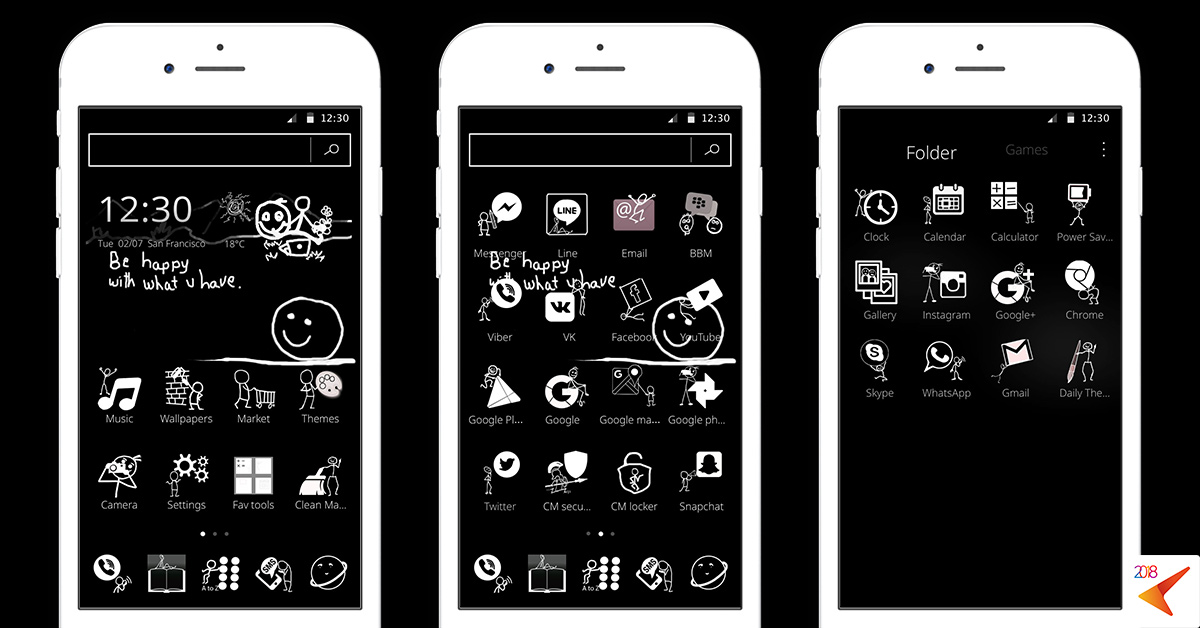 12:30
12:30
Tue 02/07 San Francisco 18°C
Be happy
with what u have.
Music Wallpapers Market Themes
Camera Settings Fav tools Clean Ma...
A to Z
SMS
12:30
LINE
@
Messenger Line Email BBM
Be happy
with what u have
f
Viber VK Facebook YouTube
G
Google Pl... Google Google ma... Google ph...
Twitter CM secu... CM locker Snapchat
A to Z
SMS
12:30
Folder Games
Clock Calendar Calculator Power Sav...
G+
Gallery Instagram Google+ Chrome
S
Skype WhatsApp Gmail Daily The...
2018